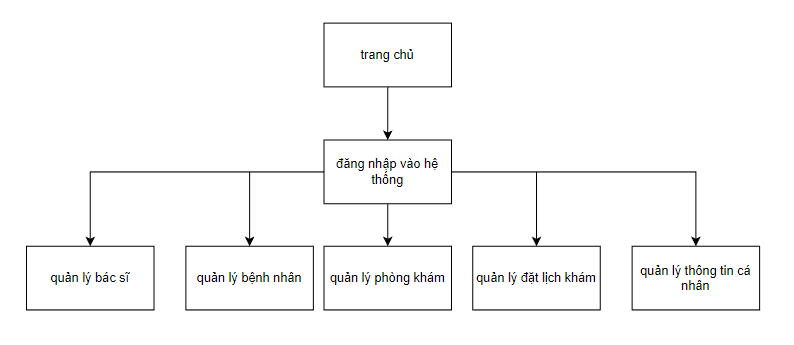 trang chủ
đăng nhập vào hệ
thống
quản lý bác sĩ
quản lý bệnh nhân
quản lý phòng khám
quản lý đặt lịch khám
quản lý thông tin cá
nhân